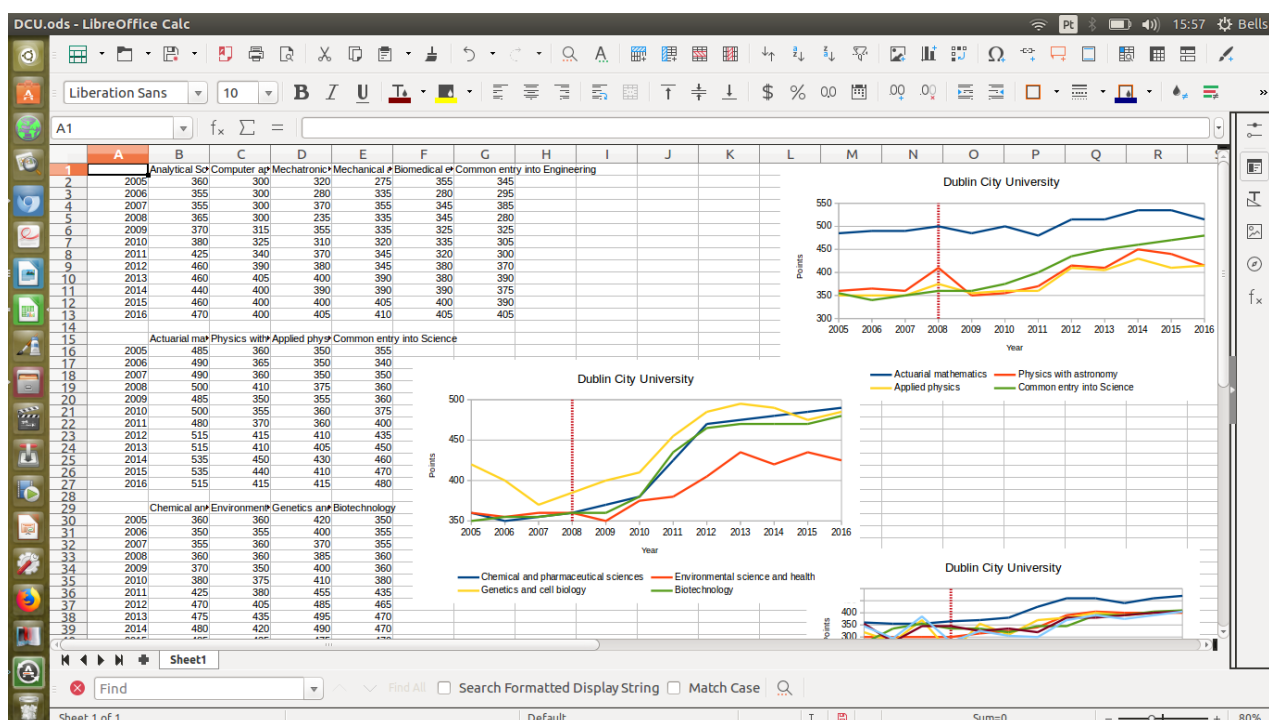 DCU.ods - LibreOffice Calc
Pt
15:57
Bells
Liberation Sans
10
A1
A B C D E F G H I J K L M N O P Q R
1 Analytical Sc Computer ap Mechatronic Mechanical e Biomedical e Common entry into Engineering
2 2005 360 300 320 275 355 345
3 2006 355 300 280 335 280 295
4 2007 355 300 370 355 345 385
5 2008 365 300 235 335 345 280
6 2009 370 315 355 335 325 325
7 2010 380 325 310 320 335 305
8 2011 425 340 370 345 320 300
9 2012 460 390 380 345 380 370
10 2013 460 405 400 390 380 390
11 2014 440 400 390 390 390 375
12 2015 460 400 400 405 400 390
13 2016 470 400 405 410 405 405
14
15 Actuarial ma Physics with Applied phys Common entry into Science
16 2005 485 360 350 355
17 2006 490 365 350 340
18 2007 490 360 350 350
19 2008 500 410 375 360
20 2009 485 350 355 360
21 2010 500 355 360 375
22 2011 480 370 360 400
23 2012 515 415 410 435
24 2013 515 410 405 450
25 2014 535 450 430 460
26 2015 535 440 410 470
27 2016 515 415 415 480
28
29 Chemical an Environment Genetics an Biotechnology
30 2005 360 360 420 350
31 2006 350 355 400 355
32 2007 355 360 370 355
33 2008 360 360 385 360
34 2009 370 350 400 360
35 2010 380 375 410 380
36 2011 425 380 455 435
37 2012 470 405 485 465
38 2013 475 435 495 470
39 2014 480 420 490 470
Dublin City University
550
500
450
400
350
300
Points
2005 2006 2007 2008 2009 2010 2011 2012 2013 2014 2015 2016
Year
Actuarial mathematics Physics with astronomy
Applied physics Common entry into Science
Dublin City University
500
450
400
350
Points
2005 2006 2007 2008 2009 2010 2011 2012 2013 2014 2015 2016
Year
Chemical and pharmaceutical sciences Environmental science and health
Genetics and cell biology Biotechnology
Dublin City University
400
350
300
Sheet1
Find
Find All
Search Formatted Display String
Match Case
Sheet 1 of 1
Default
Sum=0
80%